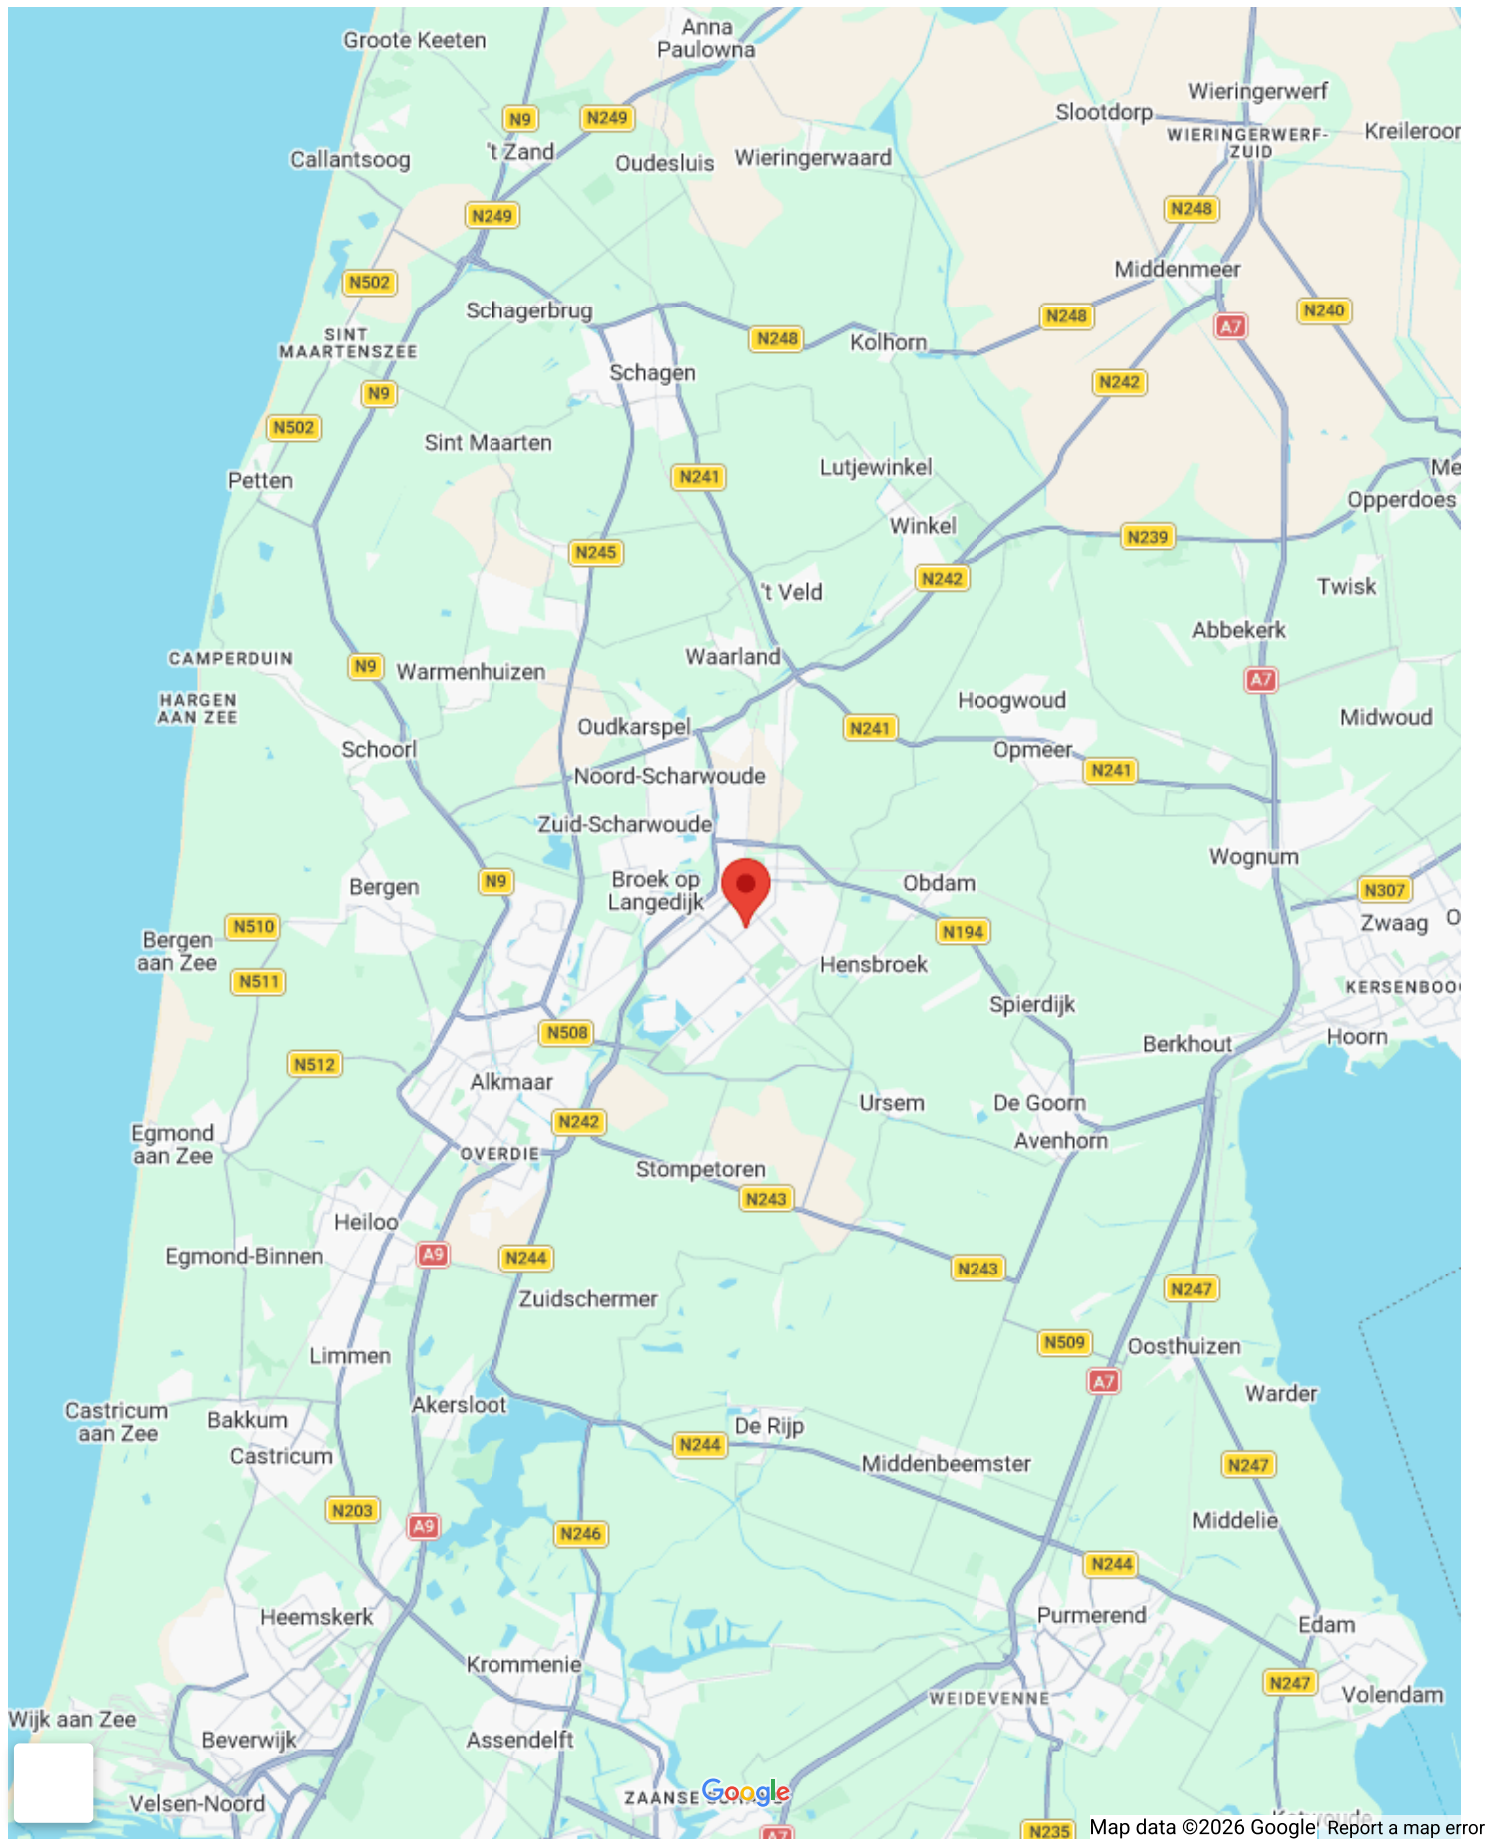 Anna
Paulowna
Groote Keeten
Wieringerwerf
Slootdorp
N9
N249
WIERINGERWERF-
ZUID
Kreileroor
't Zand
Callantsoog
Oudesluis
Wieringerwaard
N249
N248
Middenmeer
N502
Schagerbrug
N248
N240
A7
SINT
MAARTENSZEE
N248
Kolhorn
Schagen
N242
N9
N502
Sint Maarten
Lutjewinkel
Me
Petten
N241
Opperdoes
Winkel
N239
N245
N242
't Veld
Twisk
Abbekerk
CAMPERDUIN
N9
Warmenhuizen
Waarland
A7
HARGEN
AAN ZEE
Hoogwoud
Midwoud
Oudkarspel
N241
Schoorl
Opmeer
Noord-Scharwoude
N241
Zuid-Scharwoude
Wognum
Bergen
N9
Broek op
Langedijk
Obdam
N307
Zwaag
O
N510
N194
Bergen
aan Zee
Hensbroek
N511
KERSENBOO
Spierdijk
N508
Hoorn
Berkhout
N512
Alkmaar
Ursem
De Goorn
N242
Egmond
aan Zee
Avenhorn
OVERDIE
Stompetoren
N243
Heiloo
Egmond-Binnen
A9
N244
N243
N247
Zuidschermer
N509
Oosthuizen
Limmen
A7
Warder
Akersloot
Castricum
aan Zee
Bakkum
De Rijp
N244
Castricum
Middenbeemster
N247
N203
A9
N246
Middelie
N244
Heemskerk
Purmerend
Edam
Krommenie
N247
WEIDEVENNE
Volendam
Wijk aan Zee
Beverwijk
Assendelft
Google
ZAANSE
Velsen-Noord
Katwoude
A7
N235
Map data ©2026 Google
Report a map error